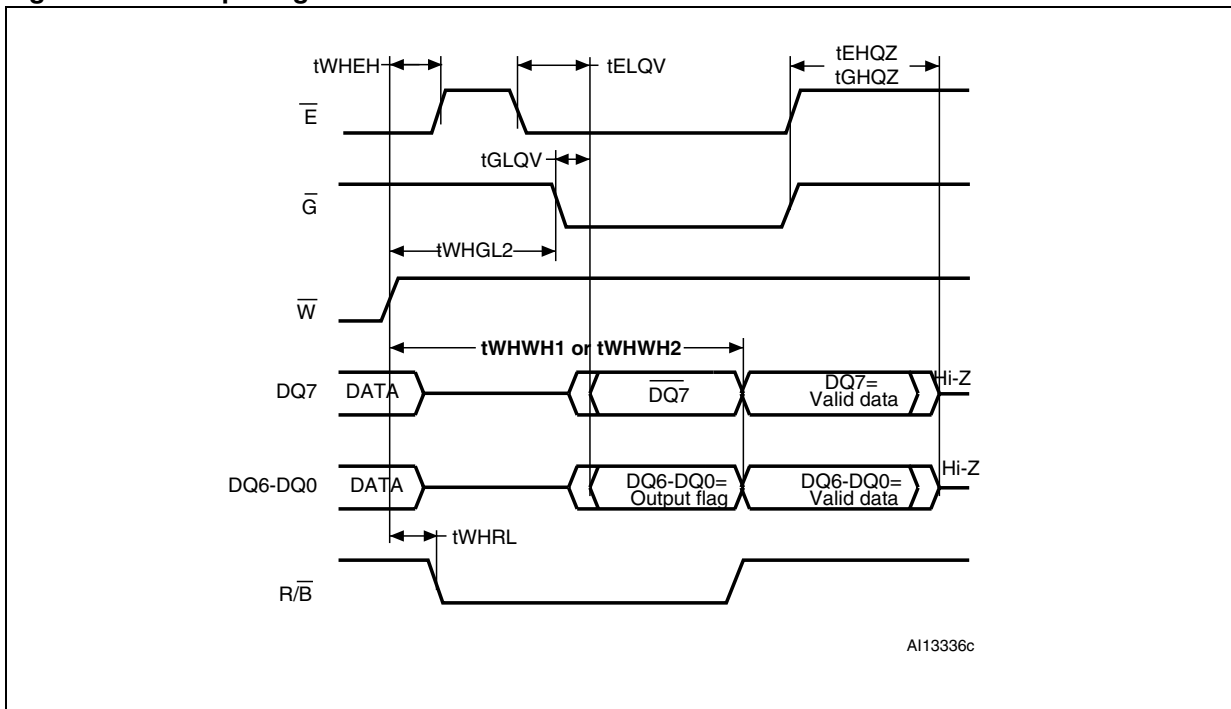 tWHEH
tELQV
tEHQZ
tGHQZ
E̅
tGLQV
G̅
tWHGL2
W̅
tWHWH1 or tWHWH2
DQ7
DATA
D̅Q̅7̅
DQ7=
Valid data
Hi-Z
DQ6-DQ0
DATA
DQ6-DQ0=
Output flag
DQ6-DQ0=
Valid data
Hi-Z
tWHRL
R/B̅
AI13336c